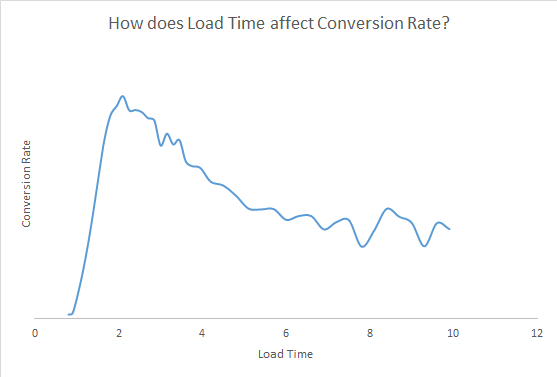 How does Load Time affect Conversion Rate?
Conversion Rate
0 2 4 6 8 10 12
Load Time